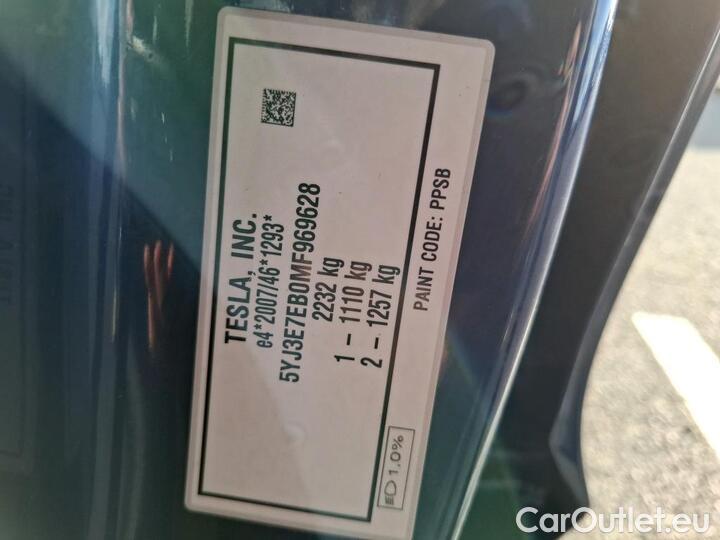 TESLA, INC.
e4*2007/46*1293*
5YJ3E7EB0MF969628
2232 kg
1 - 1110 kg
2 - 1257 kg
1.0%
PAINT CODE: PPSB
CarOutlet.eu